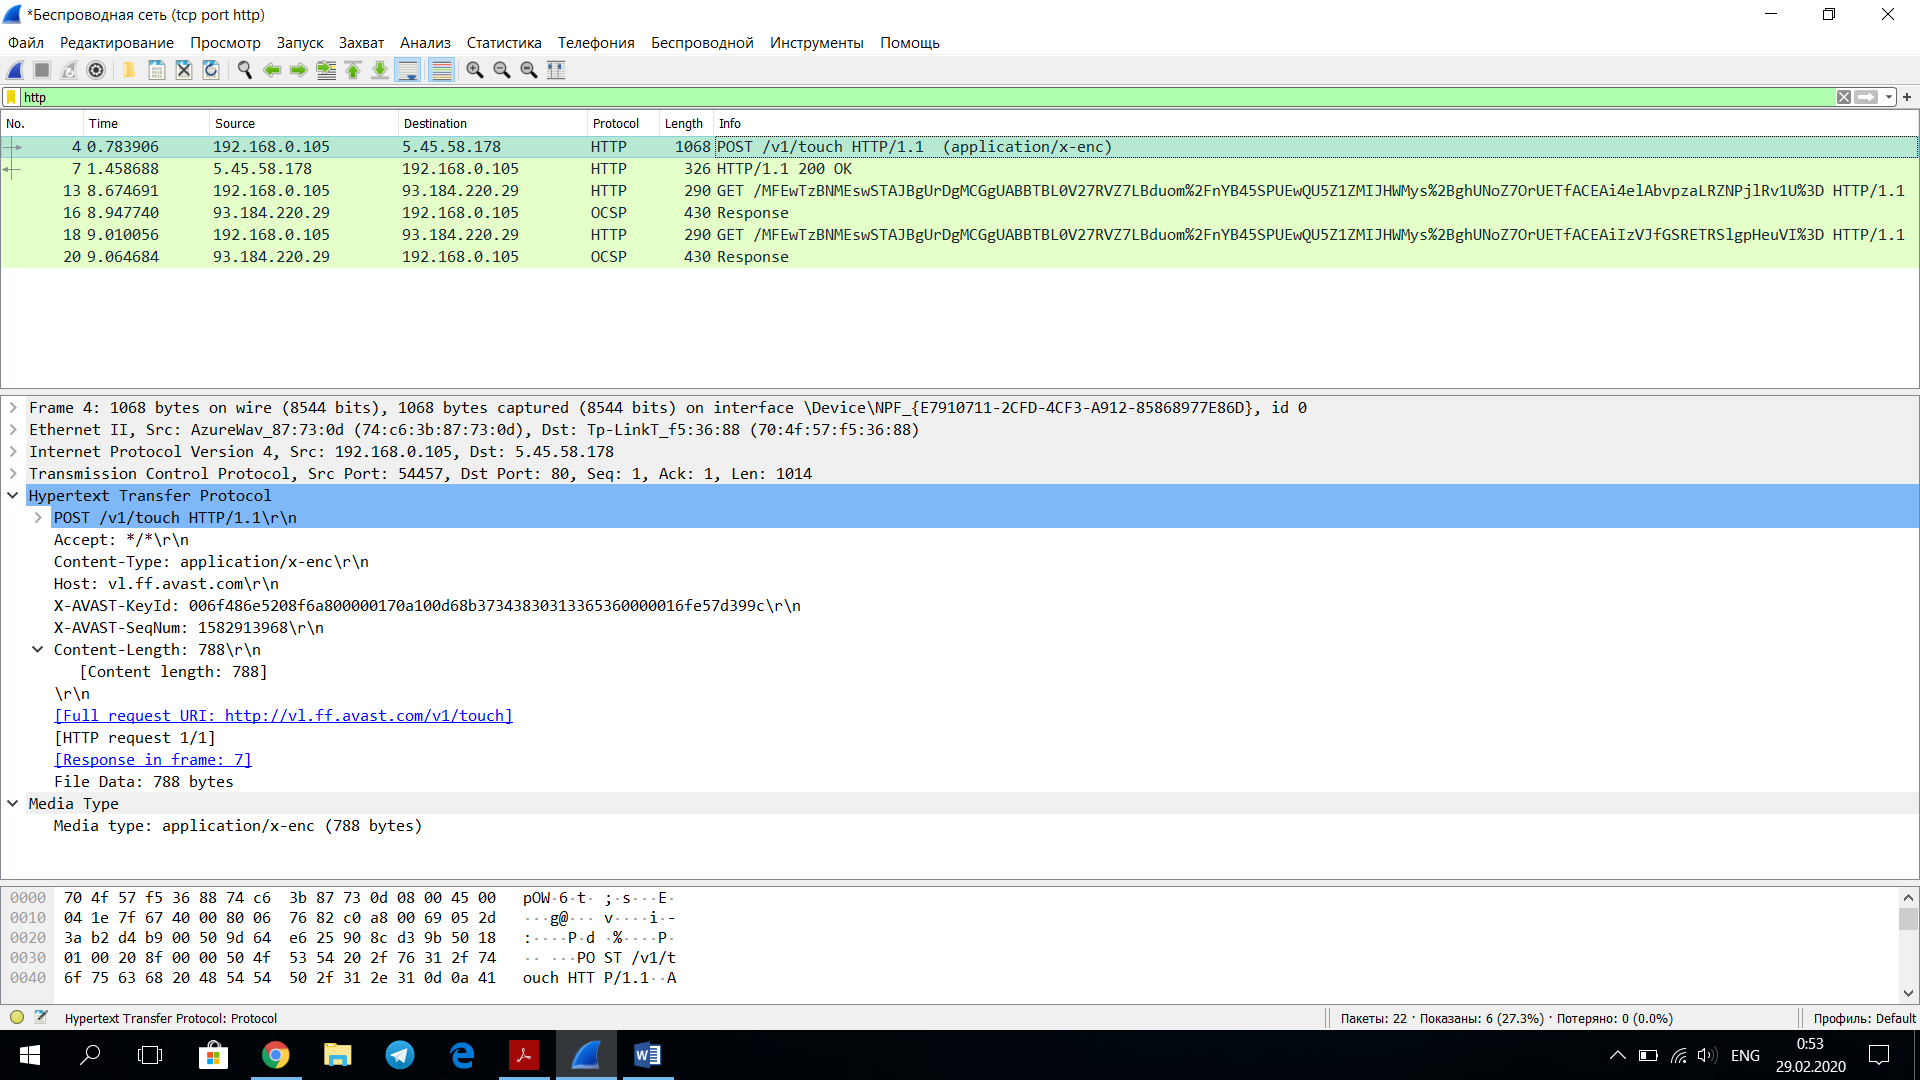 *Беспроводная сеть (tcp port http)
Файл Редактирование Просмотр Запуск Захват Анализ Статистика Телефония Беспроводной Инструменты Помощь
http
No. Time Source Destination Protocol Length Info
4 0.783906 192.168.0.105 5.45.58.178 HTTP 1068 POST /v1/touch HTTP/1.1 (application/x-enc)
7 1.458688 5.45.58.178 192.168.0.105 HTTP 326 HTTP/1.1 200 OK
13 8.674691 192.168.0.105 93.184.220.29 HTTP 290 GET /MFEwTzBNMEswSTAJBgUrDgMCGgUABBTBL0V27RVZ7LBduom%2FnYB45SPUEwQU5Z1ZMIJHWMys%2BghUNoZ7OrUETfACEAi4elAbvpzaLRZNPjlRv1U%3D HTTP/1.1
16 8.947740 93.184.220.29 192.168.0.105 OCSP 430 Response
18 9.010056 192.168.0.105 93.184.220.29 HTTP 290 GET /MFEwTzBNMEswSTAJBgUrDgMCGgUABBTBL0V27RVZ7LBduom%2FnYB45SPUEwQU5Z1ZMIJHWMys%2BghUNoZ7OrUETfACEAiIzVJfGSRETRSlgpHeuVI%3D HTTP/1.1
20 9.064684 93.184.220.29 192.168.0.105 OCSP 430 Response
Frame 4: 1068 bytes on wire (8544 bits), 1068 bytes captured (8544 bits) on interface \Device\NPF_{E7910711-2CFD-4CF3-A912-85868977E86D}, id 0
Ethernet II, Src: AzureWav_87:73:0d (74:c6:3b:87:73:0d), Dst: Tp-LinkT_f5:36:88 (70:4f:57:f5:36:88)
Internet Protocol Version 4, Src: 192.168.0.105, Dst: 5.45.58.178
Transmission Control Protocol, Src Port: 54457, Dst Port: 80, Seq: 1, Ack: 1, Len: 1014
Hypertext Transfer Protocol
POST /v1/touch HTTP/1.1\r\n
Accept: */*\r\n
Content-Type: application/x-enc\r\n
Host: vl.ff.avast.com\r\n
X-AVAST-KeyId: 006f486e5208f6a800000170a100d68b37343830313365360000016fe57d399c\r\n
X-AVAST-SeqNum: 1582913968\r\n
Content-Length: 788\r\n
[Content length: 788]
\r\n
[Full request URI: http://vl.ff.avast.com/v1/touch]
[HTTP request 1/1]
[Response in frame: 7]
File Data: 788 bytes
Media Type
Media type: application/x-enc (788 bytes)
0000 70 4f 57 f5 36 88 74 c6 3b 87 73 0d 08 00 45 00 pOW·6·t· ;·s···E·
0010 04 1e 7f 67 40 00 80 06 76 82 c0 a8 00 69 05 2d ···g@··· v····i·-
0020 3a b2 d4 b9 00 50 9d 64 e6 25 90 8c d3 9b 50 18 :····P·d ·%····P·
0030 01 00 20 8f 00 00 50 4f 53 54 20 2f 76 31 2f 74 ·· ···PO ST /v1/t
0040 6f 75 63 68 20 48 54 54 50 2f 31 2e 31 0d 0a 41 ouch HTT P/1.1··A
Hypertext Transfer Protocol: Protocol
Пакеты: 22 · Показаны: 6 (27.3%) · Потеряно: 0 (0.0%)
Профиль: Default
ENG
0:53
29.02.2020